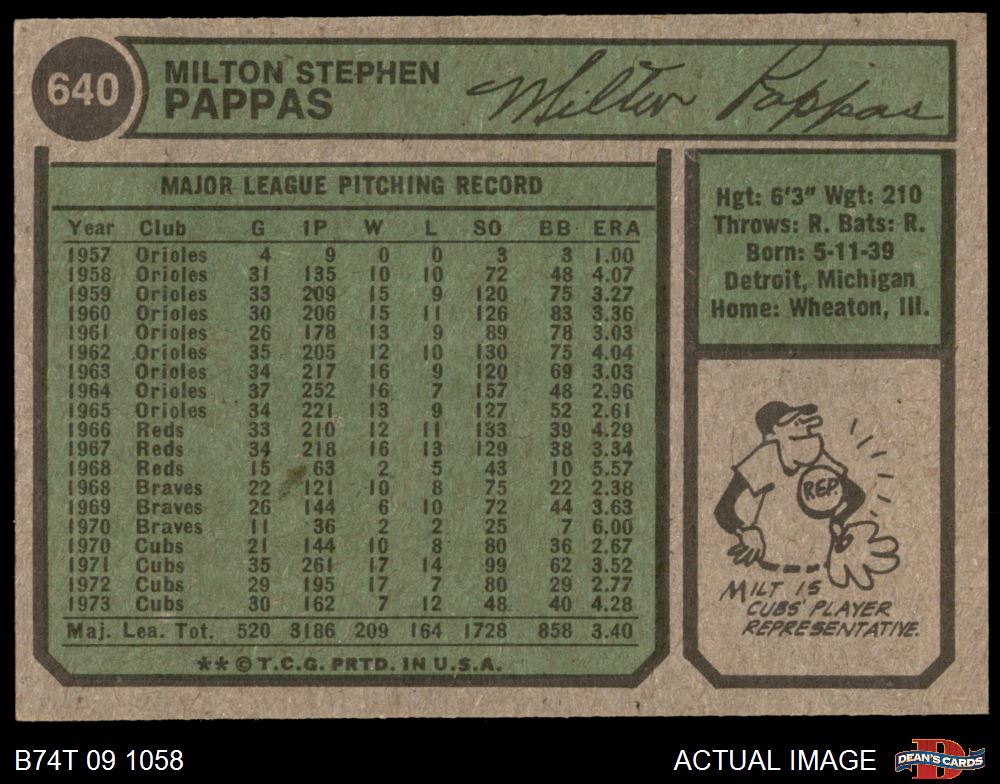 640
MILTON STEPHEN
PAPPAS
Milton Pappas
MAJOR LEAGUE PITCHING RECORD
Year Club G IP W L SO BB ERA
1957 Orioles 4 9 0 0 3 3 1.00
1958 Orioles 31 135 10 10 72 48 4.07
1959 Orioles 33 209 15 9 120 75 3.27
1960 Orioles 30 206 15 11 126 83 3.36
1961 Orioles 26 178 13 9 89 78 3.03
1962 Orioles 35 205 12 10 130 75 4.04
1963 Orioles 34 217 16 9 120 69 3.03
1964 Orioles 37 252 16 7 157 48 2.96
1965 Orioles 34 221 13 9 127 52 2.61
1966 Reds 33 210 12 11 133 39 4.29
1967 Reds 34 218 16 13 129 38 3.34
1968 Reds 15 63 2 5 43 10 5.57
1968 Braves 22 121 10 8 75 22 2.38
1969 Braves 26 144 6 10 72 44 3.63
1970 Braves 11 36 2 2 25 7 6.00
1970 Cubs 21 144 10 8 80 36 2.67
1971 Cubs 35 261 17 14 99 62 3.52
1972 Cubs 29 195 17 7 80 29 2.77
1973 Cubs 30 162 7 12 48 40 4.28
Maj. Lea. Tot. 520 3186 209 164 1728 858 3.40
** © T.C.G. PRTD. IN U.S.A.
Hgt: 6'3" Wgt: 210
Throws: R. Bats: R.
Born: 5-11-39
Detroit, Michigan
Home: Wheaton, Ill.
REP.
MILT IS
CUBS' PLAYER
REPRESENTATIVE.
B74T 09 1058
ACTUAL IMAGE
D
DEAN'S CARDS